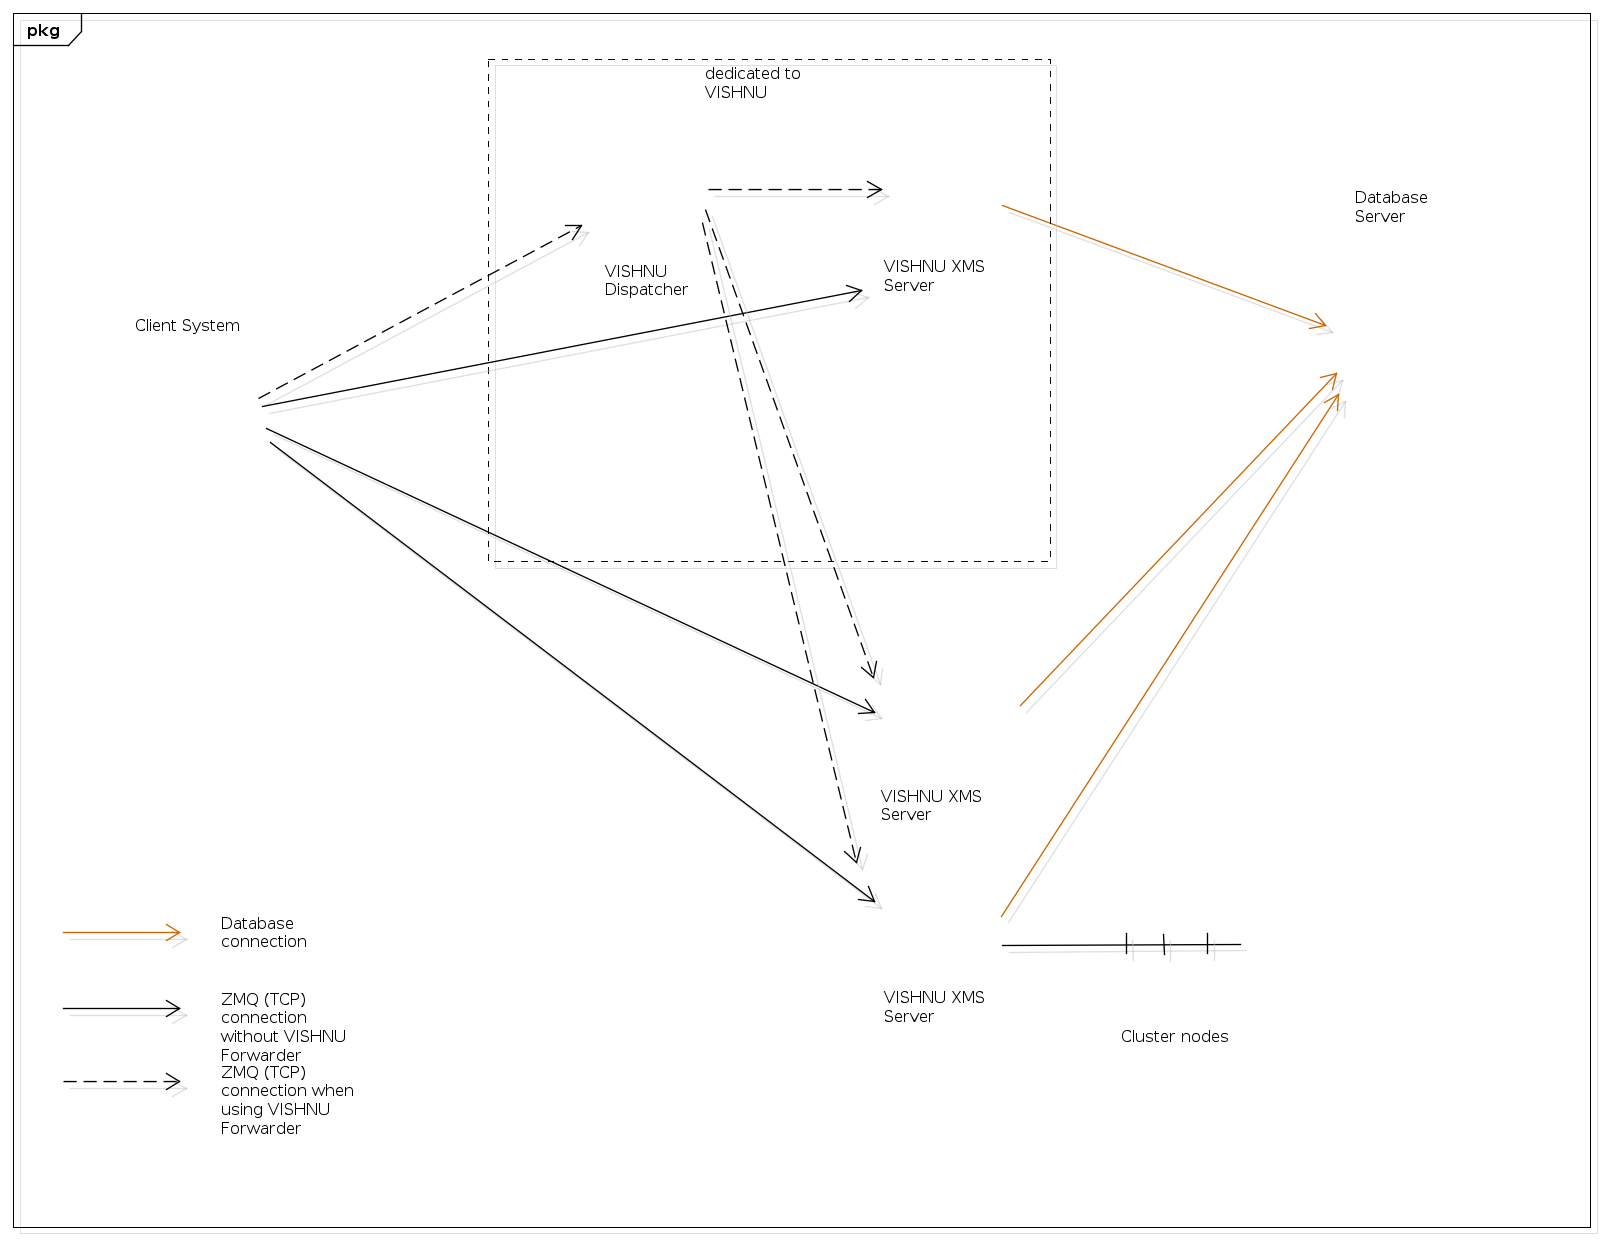 pkg
dedicated to
VISHNU
Database
Server
VISHNU
Dispatcher
VISHNU XMS
Server
Client System
VISHNU XMS
Server
VISHNU XMS
Server
Cluster nodes
Database
connection
ZMQ (TCP)
connection
without VISHNU
Forwarder
ZMQ (TCP)
connection when
using VISHNU
Forwarder